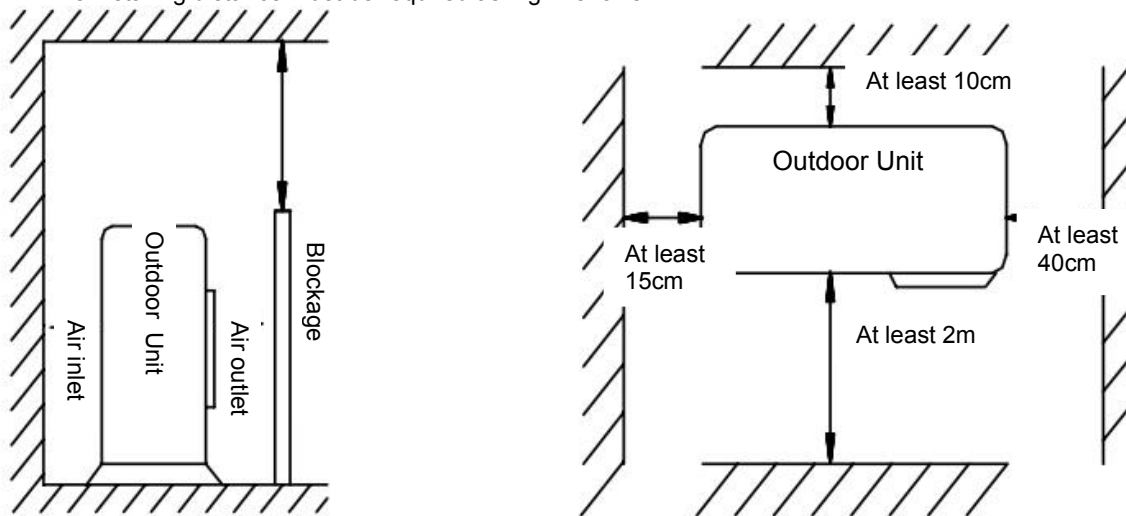 At least 10cm
Outdoor Unit
At least
15cm
At least
40cm
At least 2m
Air inlet
Outdoor Unit
Air outlet
Blockage